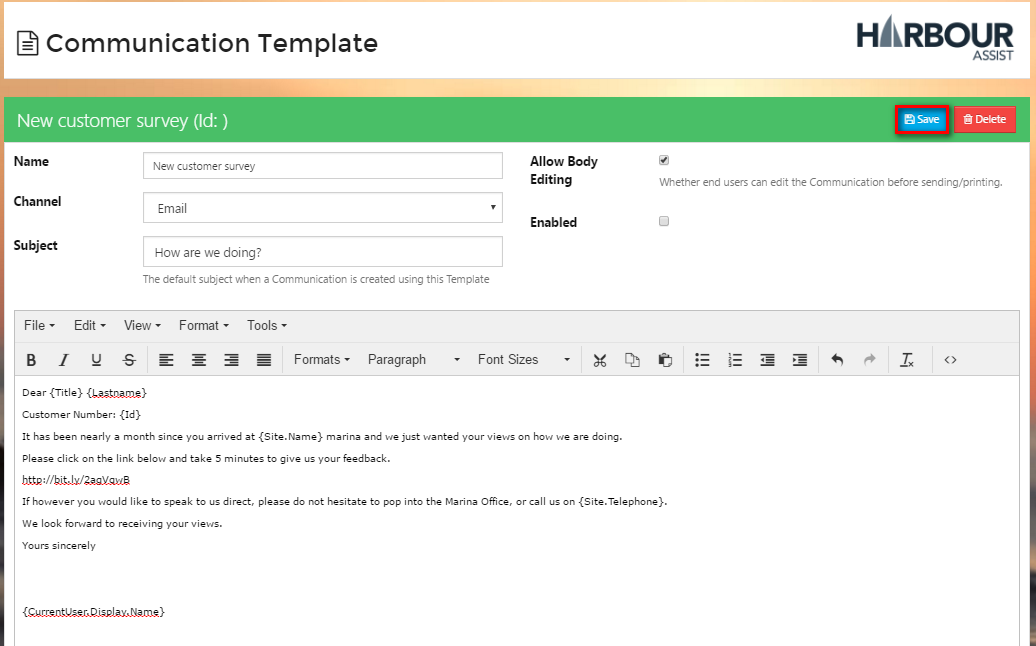 Communication Template
HARBOUR
ASSIST
New customer survey (Id: )
Save
Delete
Name
New customer survey
Allow Body
Editing
Whether end users can edit the Communication before sending/printing.
Channel
Email
Enabled
Subject
How are we doing?
The default subject when a Communication is created using this Template
File Edit View Format Tools
B I U S Formats Paragraph Font Sizes
Dear {Title} {Lastname}
Customer Number: {Id}
It has been nearly a month since you arrived at {Site.Name} marina and we just wanted your views on how we are doing.
Please click on the link below and take 5 minutes to give us your feedback.
http://bit.ly/2aqVqwB
If however you would like to speak to us direct, please do not hesitate to pop into the Marina Office, or call us on {Site.Telephone}.
We look forward to receiving your views.
Yours sincerely
{CurrentUser.Display.Name}